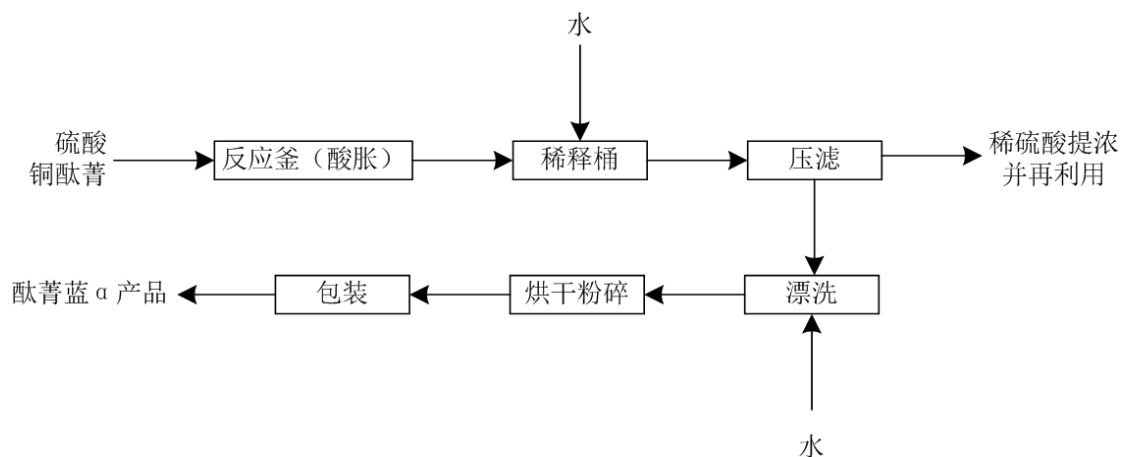 水
硫酸
铜酞菁
反应釜（酸胀）
稀释桶
压滤
稀硫酸提浓
并再利用
酞菁蓝α产品
包装
烘干粉碎
漂洗
水